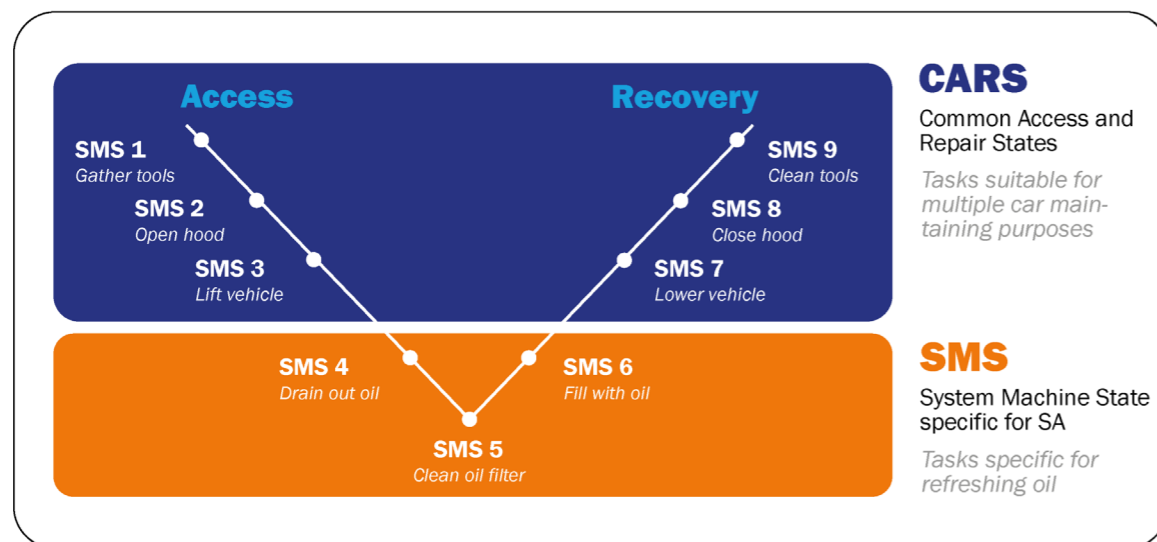 Access
Recovery
SMS 1
Gather tools
SMS 2
Open hood
SMS 3
Lift vehicle
SMS 4
Drain out oil
SMS 5
Clean oil filter
SMS 6
Fill with oil
SMS 7
Lower vehicle
SMS 8
Close hood
SMS 9
Clean tools
CARS
Common Access and
Repair States
Tasks suitable for
multiple car main-
taining purposes
SMS
System Machine State
specific for SA
Tasks specific for
refreshing oil